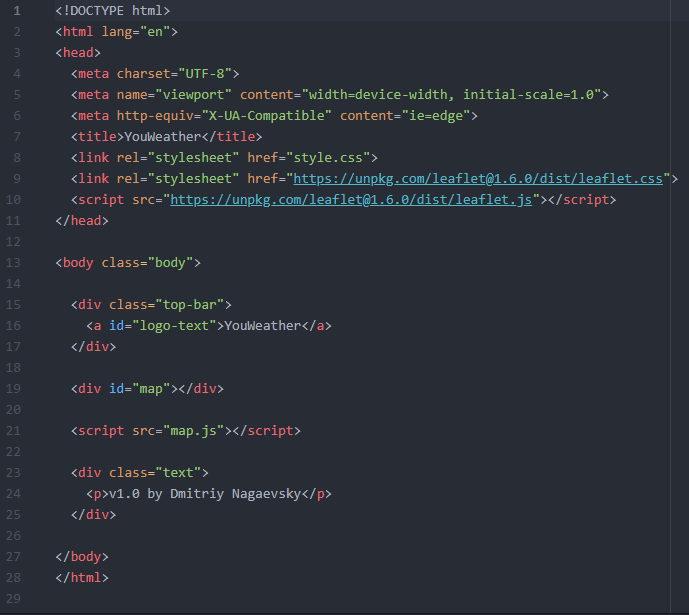 1 <!DOCTYPE html>
2 <html lang="en">
3 <head>
4   <meta charset="UTF-8">
5   <meta name="viewport" content="width=device-width, initial-scale=1.0">
6   <meta http-equiv="X-UA-Compatible" content="ie=edge">
7   <title>YouWeather</title>
8   <link rel="stylesheet" href="style.css">
9   <link rel="stylesheet" href="https://unpkg.com/leaflet@1.6.0/dist/leaflet.css">
10   <script src="https://unpkg.com/leaflet@1.6.0/dist/leaflet.js"></script>
11 </head>
12
13 <body class="body">
14
15   <div class="top-bar">
16     <a id="logo-text">YouWeather</a>
17   </div>
18
19   <div id="map"></div>
20
21   <script src="map.js"></script>
22
23   <div class="text">
24     <p>v1.0 by Dmitriy Nagaevsky</p>
25   </div>
26
27 </body>
28 </html>
29